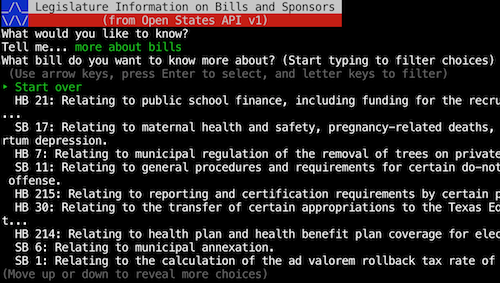 Legislature Information on Bills and Sponsors
(from Open States API v1)
What would you like to know?
Tell me... more about bills
What bill do you want to know more about? (Start typing to filter choices)
(Use arrow keys, press Enter to select, and letter keys to filter)
‣ Start over
HB 21: Relating to public school finance, including funding for the recru
...
SB 17: Relating to maternal health and safety, pregnancy-related deaths,
rtum depression.
HB 7: Relating to municipal regulation of the removal of trees on private
SB 11: Relating to general procedures and requirements for certain do-not
offense.
HB 215: Relating to reporting and certification requirements by certain p
HB 30: Relating to the transfer of certain appropriations to the Texas Ed
t...
HB 214: Relating to health plan and health benefit plan coverage for elec
SB 6: Relating to municipal annexation.
SB 1: Relating to the calculation of the ad valorem rollback tax rate of
(Move up or down to reveal more choices)